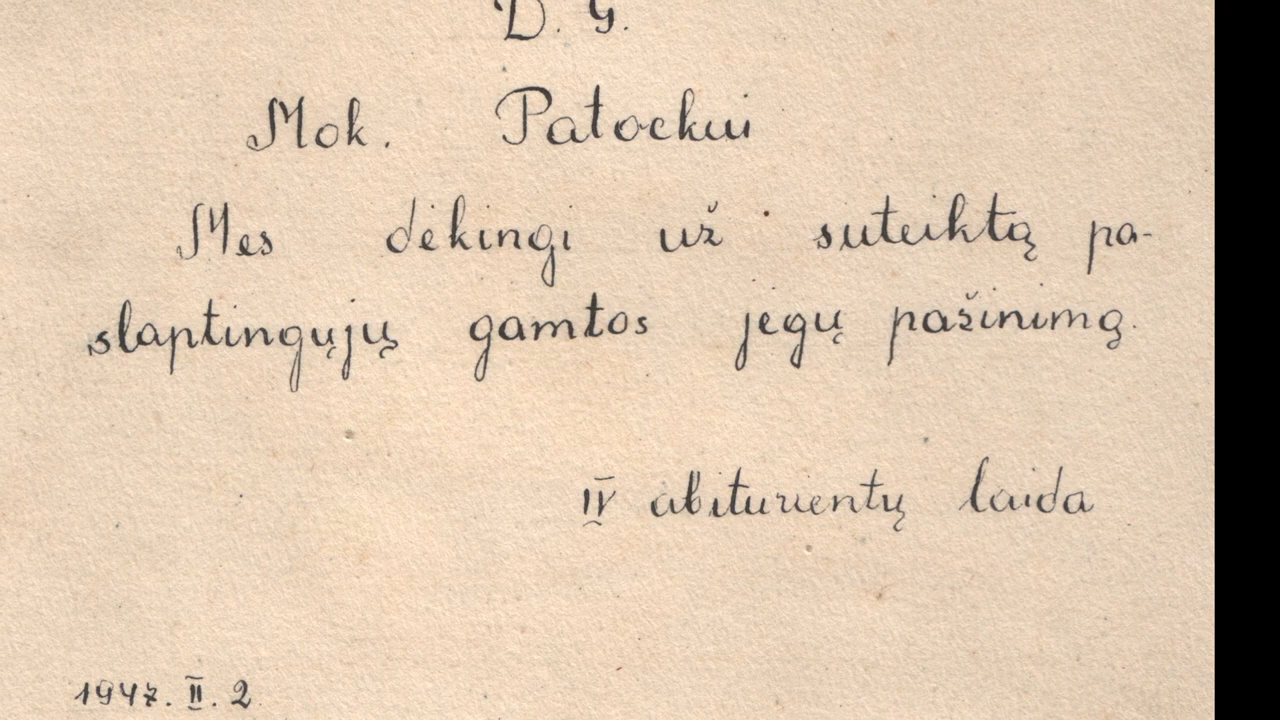 D. G.
Mok. Patockui
Mes dėkingi už suteiktą pa-
slaptingųjų gamtos jėgų pažinimą.
IV abiturientų laida
1947. II. 2